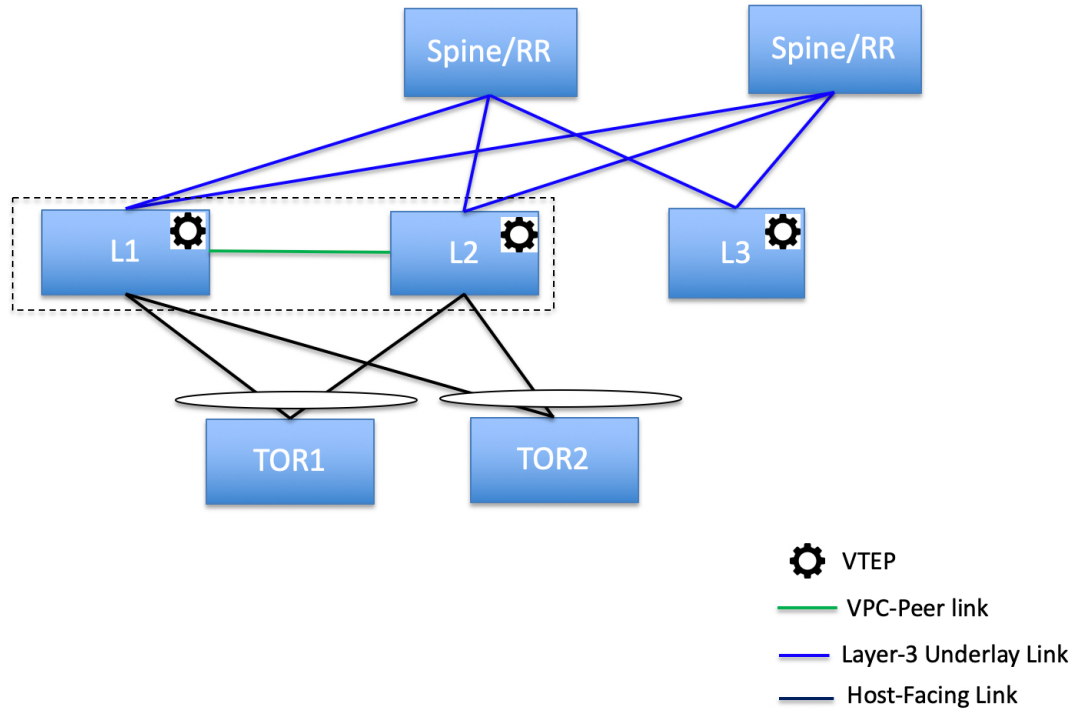 Spine/RR
Spine/RR
L1
L2
L3
TOR1
TOR2
VTEP
VPC-Peer link
Layer-3 Underlay Link
Host-Facing Link